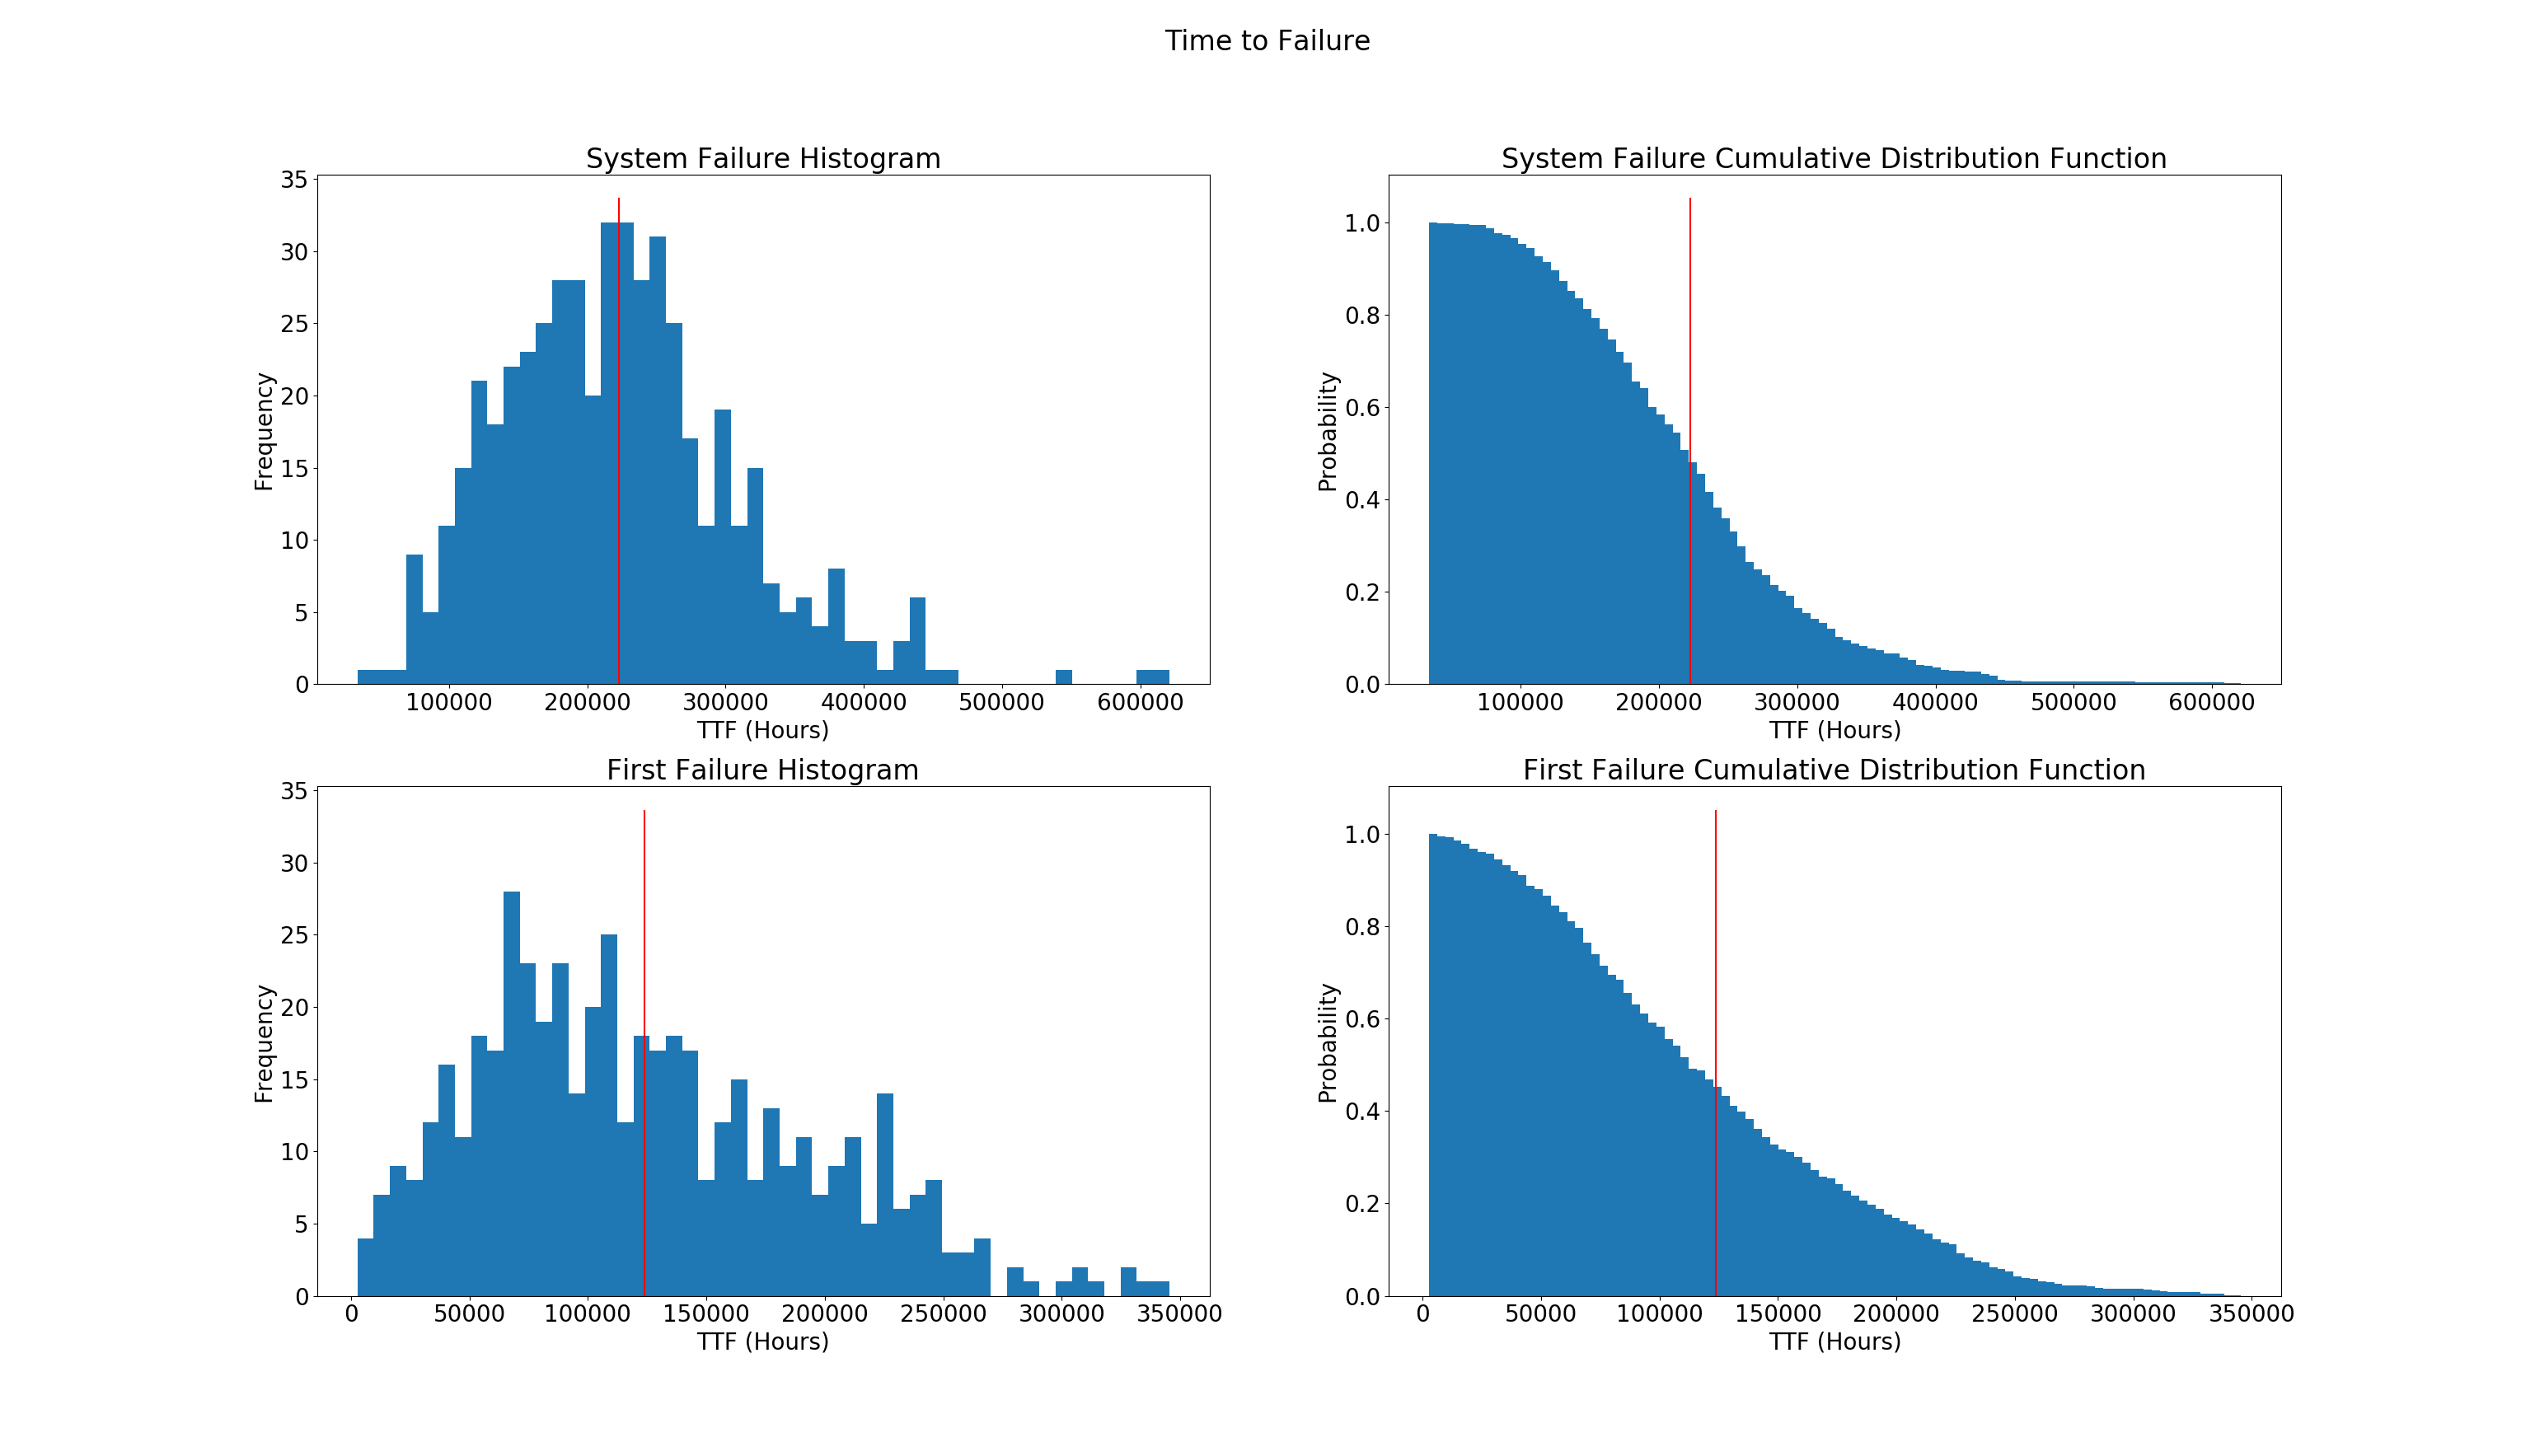 Time to Failure
System Failure Histogram
35
30
25
20
15
10
5
0
Frequency
100000 200000 300000 400000 500000 600000
TTF (Hours)
System Failure Cumulative Distribution Function
1.0
0.8
0.6
0.4
0.2
0.0
Probability
100000 200000 300000 400000 500000 600000
TTF (Hours)
First Failure Histogram
35
30
25
20
15
10
5
0
Frequency
0 50000 100000 150000 200000 250000 300000 350000
TTF (Hours)
First Failure Cumulative Distribution Function
1.0
0.8
0.6
0.4
0.2
0.0
Probability
0 50000 100000 150000 200000 250000 300000 350000
TTF (Hours)